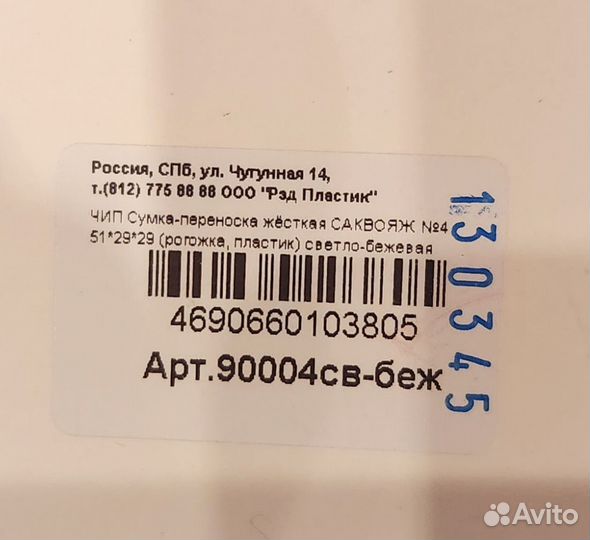 Россия, СПб, ул. Чугунная 14,
т.(812) 775 88 88 ООО "Рэд Пластик"
ЧИП Сумка-переноска жёсткая САКВОЯЖ №4
51*29*29 (рогожка, пластик) светло-бежевая
4690660103805
Арт.90004св-беж
130345
Avito